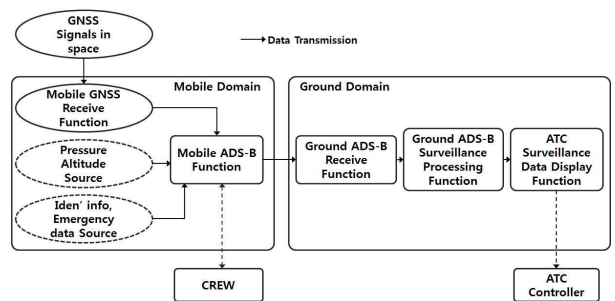 GNSS
Signals in
space
Data Transmission
Mobile Domain
Ground Domain
Mobile GNSS
Receive
Function
Pressure
Altitude
Source
Iden′ info,
Emergency
data Source
Mobile ADS-B
Function
Ground ADS-B
Receive
Function
Ground ADS-B
Surveillance
Processing
Function
ATC
Surveillance
Data Display
Function
CREW
ATC
Controller